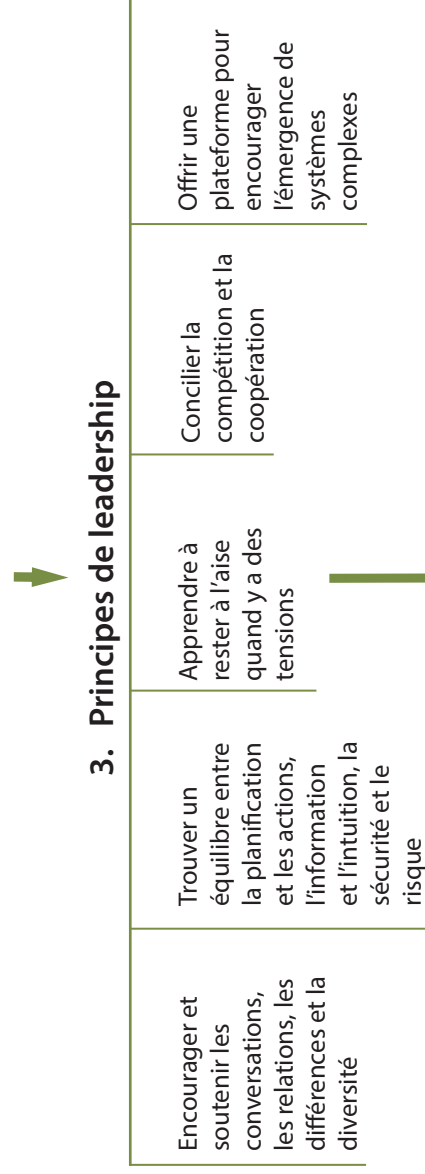 3. Principes de leadership
Encourager et
soutenir les
conversations,
les relations, les
différences et la
diversité
Trouver un
équilibre entre
la planification
et les actions,
l'information
et l'intuition, la
sécurité et le
risque
Apprendre à
rester à l'aise
quand y a des
tensions
Concilier la
compétition et la
coopération
Offrir une
plateforme pour
encourager
l'émergence de
systèmes
complexes